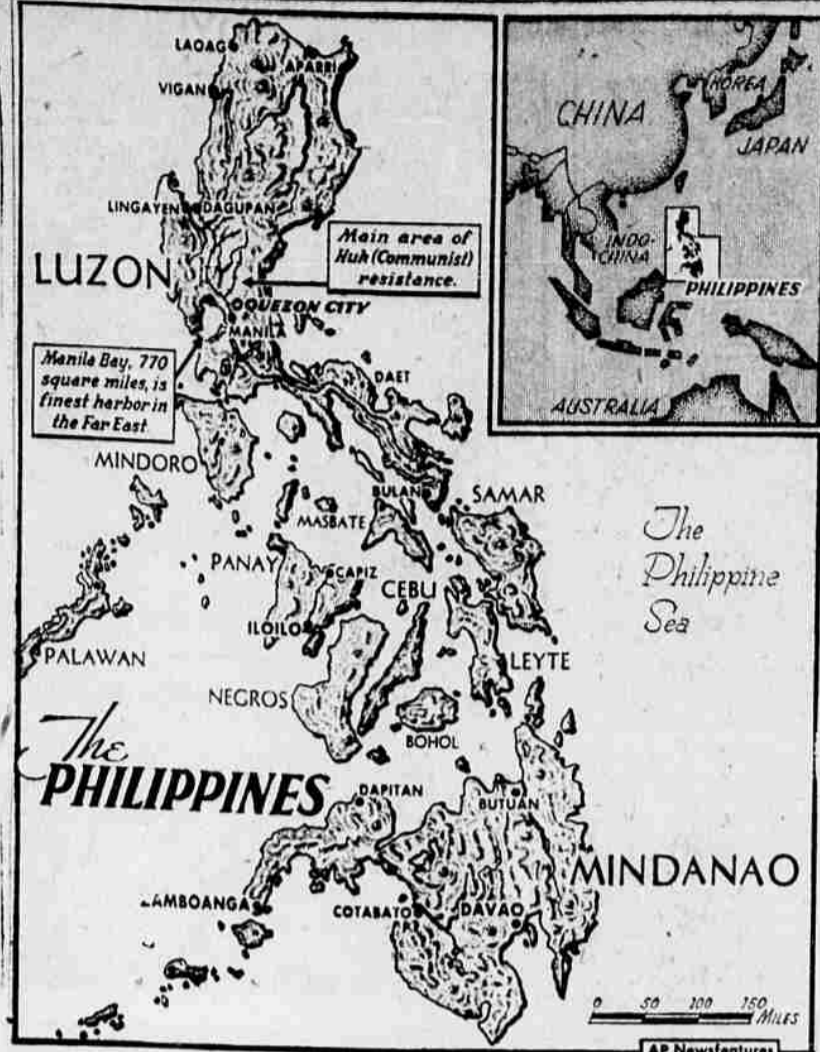 LAOAG
APARRI
VIGAN
LINGAYEN
DAGUPAN
LUZON
Main area of
Huk (Communist)
resistance.
QUEZON CITY
MANILA
Manila Bay, 770
square miles, is
finest harbor in
the Far East.
DAET
MINDORO
BULAN
SAMAR
MASBATE
PANAY
CAPIZ
CEBU
ILOILO
PALAWAN
LEYTE
NEGROS
BOHOL
The
Philippine
Sea
The
PHILIPPINES
DAPITAN
BUTUAN
MINDANAO
ZAMBOANGA
COTABATO
DAVAO
0 50 100 150
MILES
AP Newsfeatures
CHINA
KOREA
JAPAN
INDO-
CHINA
PHILIPPINES
AUSTRALIA